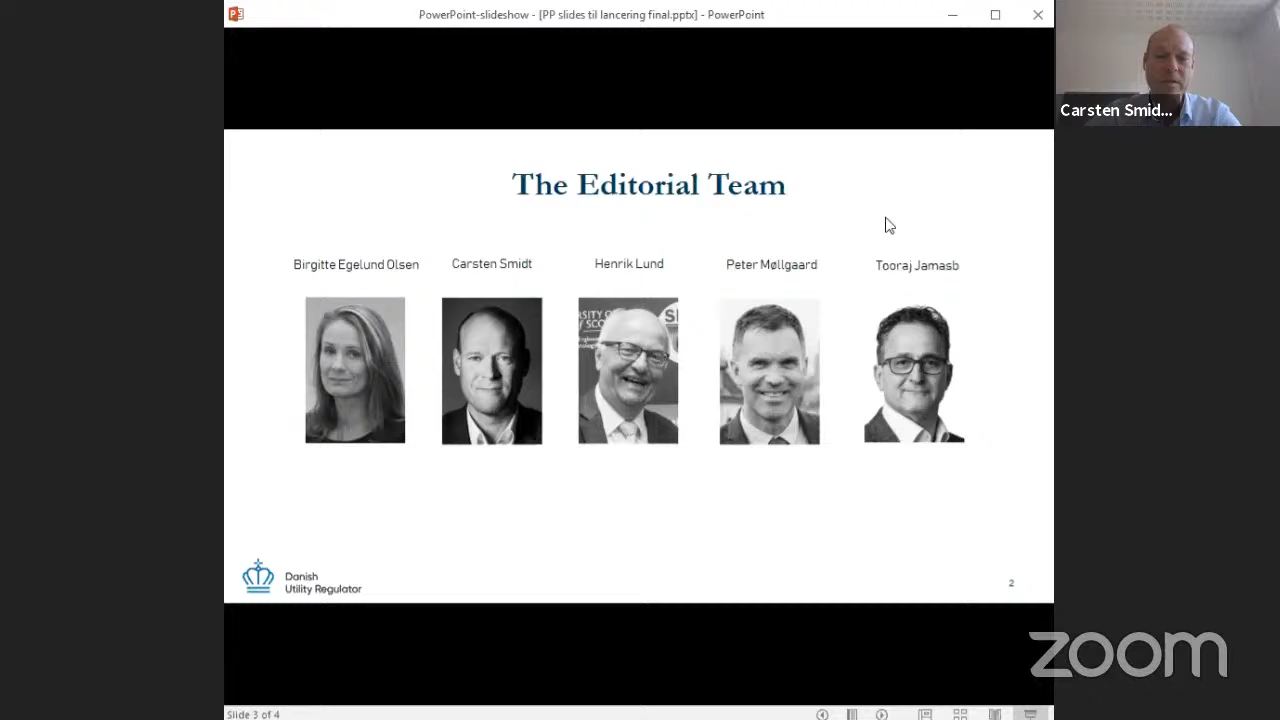 PowerPoint-slideshow - [PP slides til lancering final.pptx] - PowerPoint
Carsten Smid...
The Editorial Team
Birgitte Egelund Olsen
Carsten Smidt
Henrik Lund
Peter Møllgaard
Tooraj Jamasb
Danish
Utility Regulator
2
zoom
Slide 3 of 4